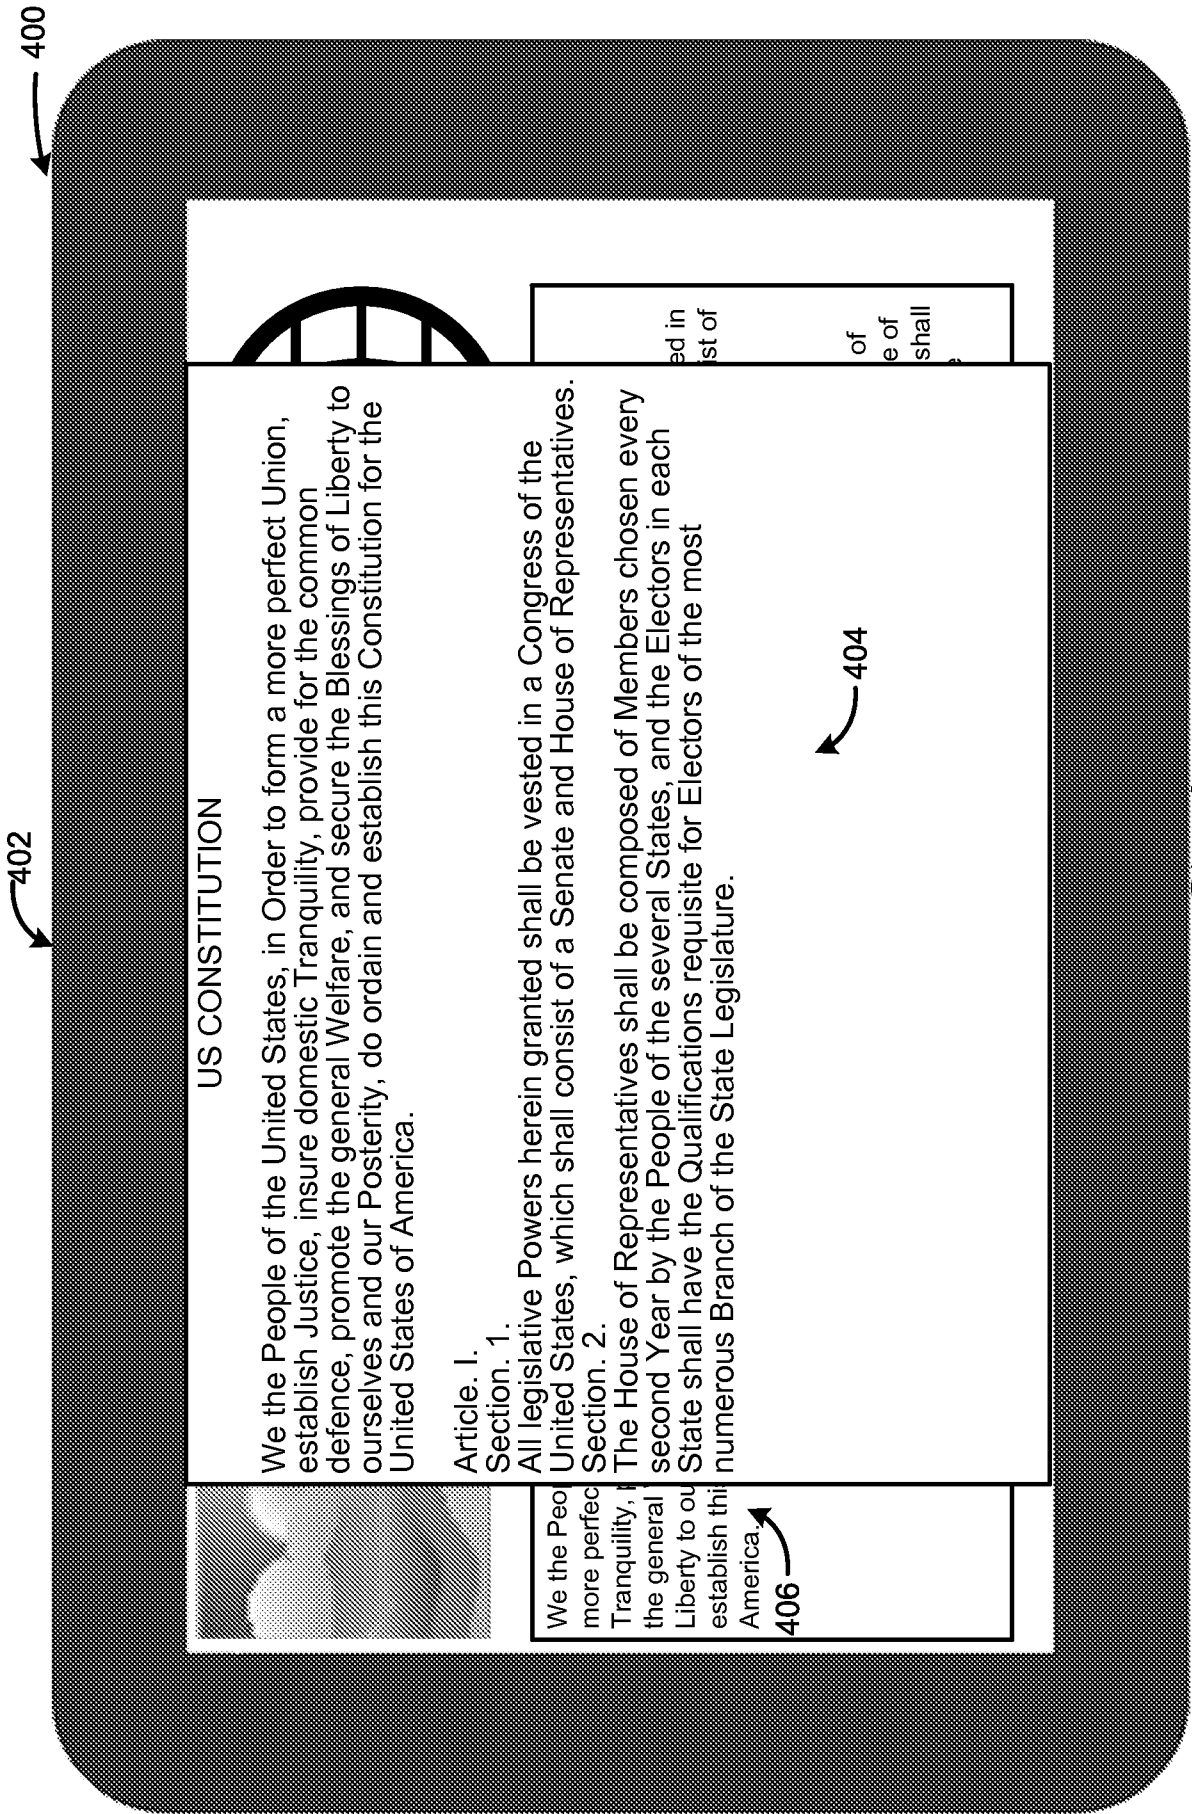 400
402
US CONSTITUTION
We the People of the United States, in Order to form a more perfect Union,
establish Justice, insure domestic Tranquility, provide for the common
defence, promote the general Welfare, and secure the Blessings of Liberty to
ourselves and our Posterity, do ordain and establish this Constitution for the
United States of America.
Article. I.
Section. 1.
All legislative Powers herein granted shall be vested in a Congress of the
United States, which shall consist of a Senate and House of Representatives.
Section. 2.
The House of Representatives shall be composed of Members chosen every
second Year by the People of the several States, and the Electors in each
State shall have the Qualifications requisite for Electors of the most
numerous Branch of the State Legislature.
404
We the Peo
more perfec
Tranquility,
the general
Liberty to ou
establish this
America.
406
ed in
ist of
of
e of
shall